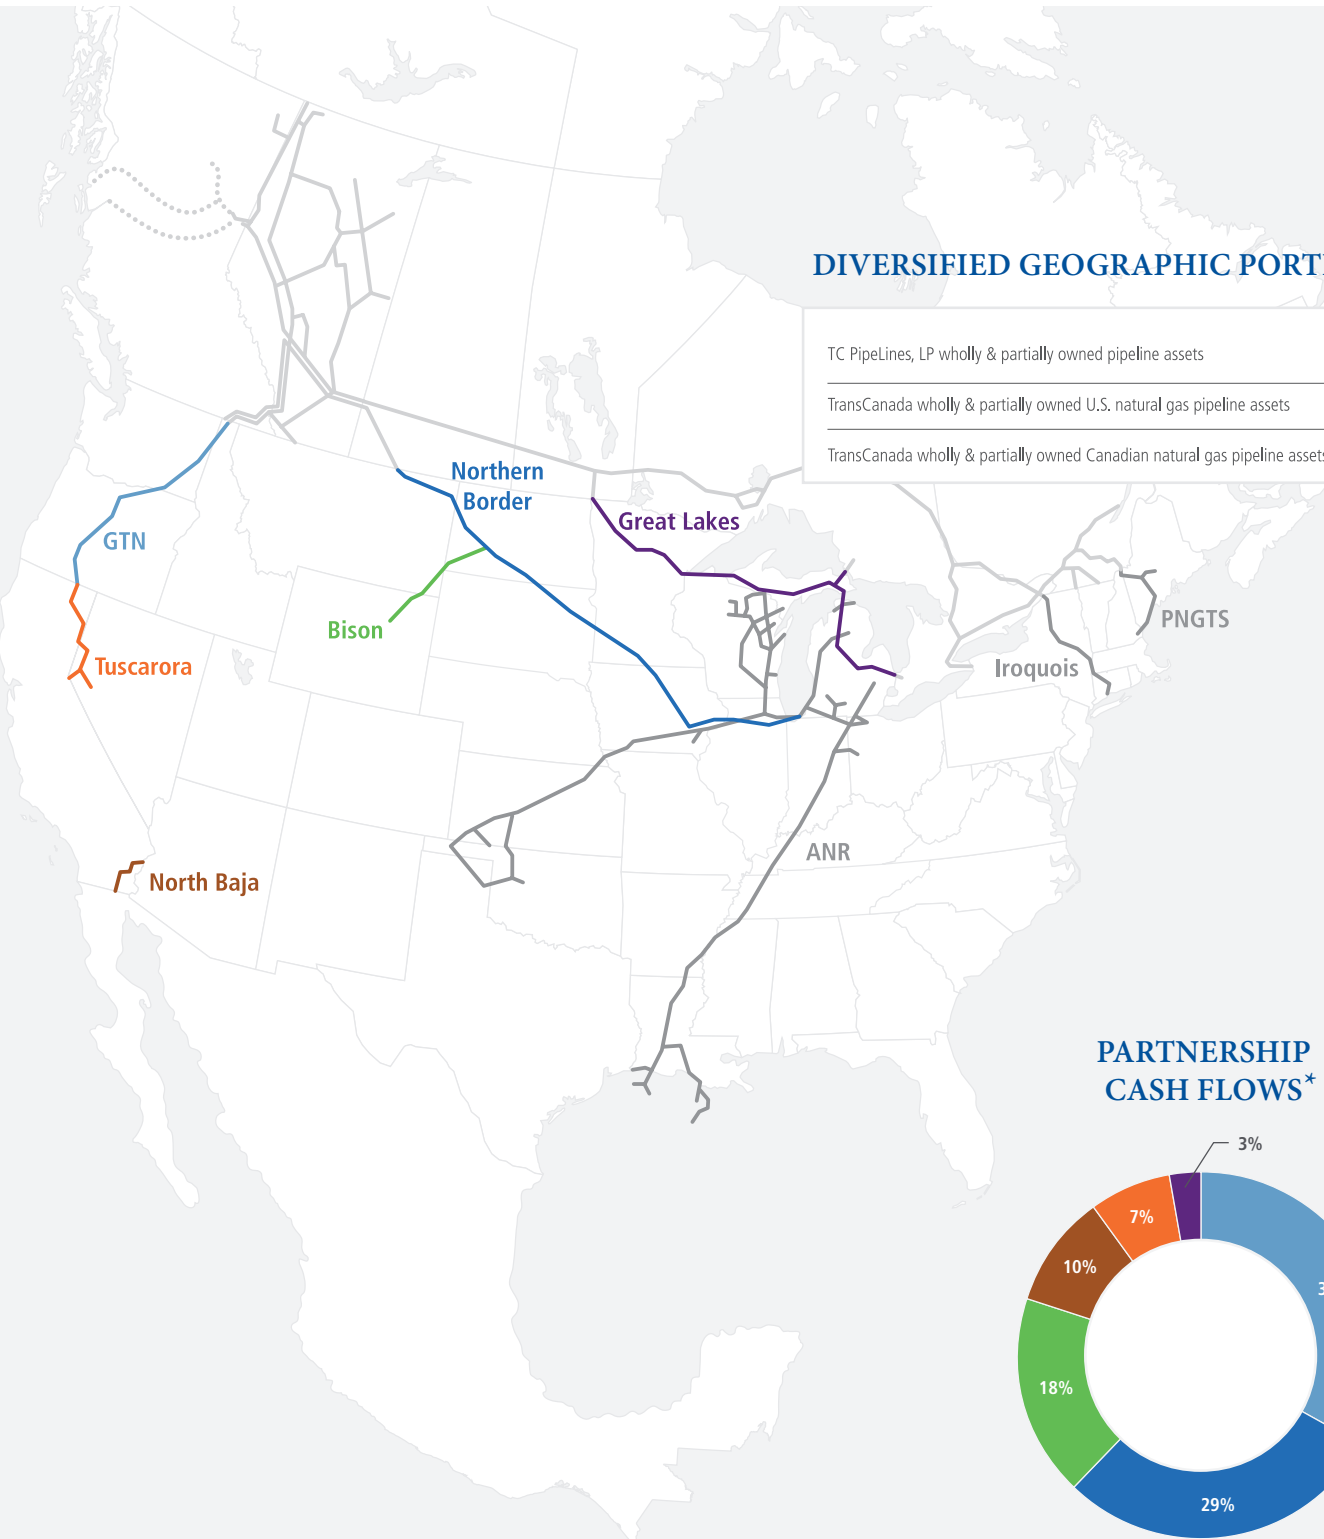 DIVERSIFIED GEOGRAPHIC
TC PipeLines, LP wholly & partially owned pipeline assets
TransCanada wholly & partially owned U.S. natural gas pipeline assets
TransCanada wholly & partially owned Canadian natural gas pipeline assets
Northern
Border
Great Lakes
GTN
Bison
PNGTS
Tuscarora
Iroquois
ANR
North Baja
PARTNERSHIP
CASH FLOWS*
3%
7%
10%
18%
29%